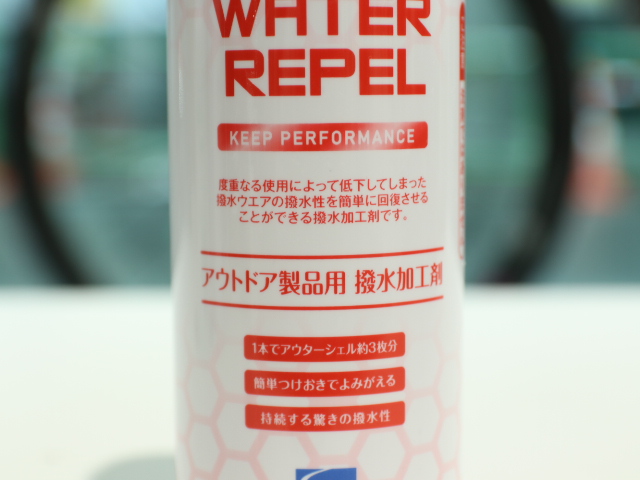 WATER
REPEL
KEEP PERFORMANCE
度重なる使用によって低下してしまった
撥水ウエアの撥水性を簡単に回復させる
ことができる撥水加工剤です。
アウトドア製品用 撥水加工剤
1本でアウターシェル約3枚分
簡単つけおきでよみがえる
持続する驚きの撥水性